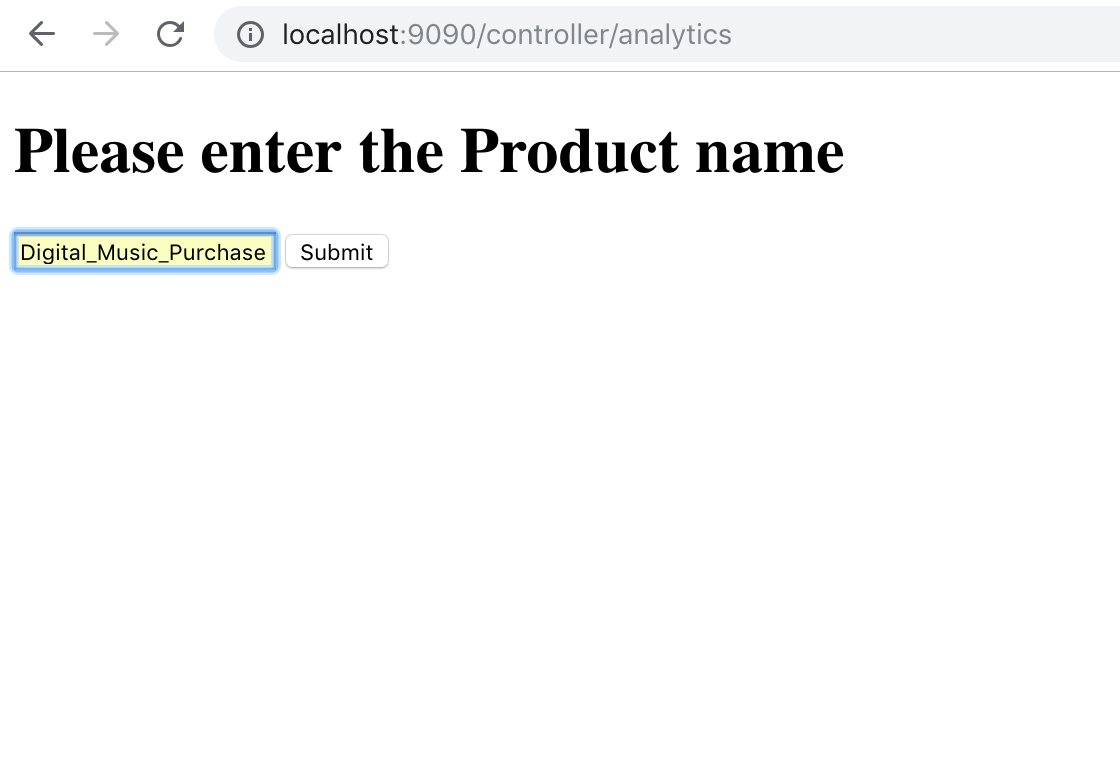 localhost:9090/controller/analytics
Please enter the Product name
Digital_Music_Purchase Submit